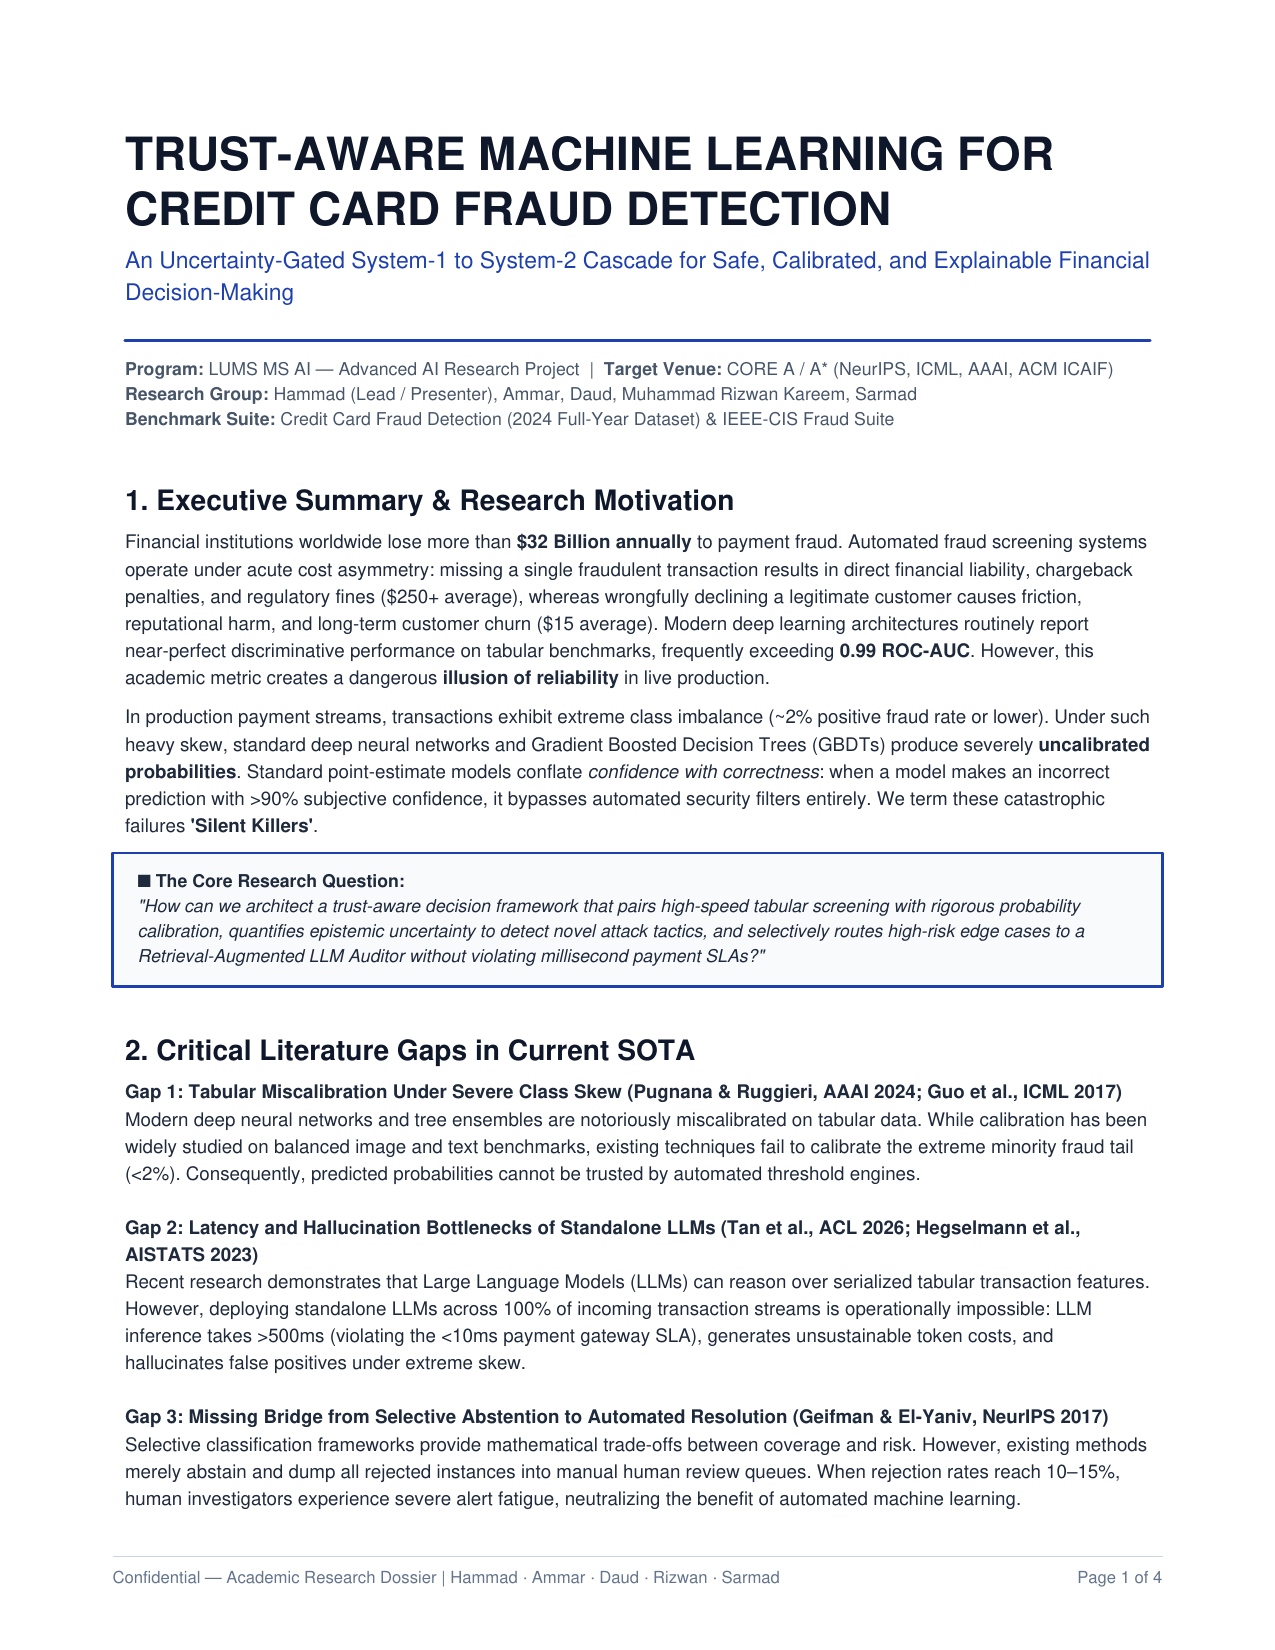 TRUST-AWARE MACHINE LEARNING FOR
CREDIT CARD FRAUD DETECTION
An Uncertainty-Gated System-1 to System-2 Cascade for Safe, Calibrated, and Explainable Financial
Decision-Making
Program: LUMS MS AI — Advanced AI Research Project | Target Venue: CORE A / A* (NeurIPS, ICML, AAAI, ACM ICAIF)
Research Group: Hammad (Lead / Presenter), Ammar, Daud, Muhammad Rizwan Kareem, Sarmad
Benchmark Suite: Credit Card Fraud Detection (2024 Full-Year Dataset) & IEEE-CIS Fraud Suite
1. Executive Summary & Research Motivation
Financial institutions worldwide lose more than $32 Billion annually to payment fraud. Automated fraud screening systems
operate under acute cost asymmetry: missing a single fraudulent transaction results in direct financial liability, chargeback
penalties, and regulatory fines ($250+ average), whereas wrongfully declining a legitimate customer causes friction,
reputational harm, and long-term customer churn ($15 average). Modern deep learning architectures routinely report
near-perfect discriminative performance on tabular benchmarks, frequently exceeding 0.99 ROC-AUC. However, this
academic metric creates a dangerous illusion of reliability in live production.
In production payment streams, transactions exhibit extreme class imbalance (~2% positive fraud rate or lower). Under such
heavy skew, standard deep neural networks and Gradient Boosted Decision Trees (GBDTs) produce severely uncalibrated
probabilities. Standard point-estimate models conflate confidence with correctness: when a model makes an incorrect
prediction with >90% subjective confidence, it bypasses automated security filters entirely. We term these catastrophic
failures 'Silent Killers'.
■ The Core Research Question:
"How can we architect a trust-aware decision framework that pairs high-speed tabular screening with rigorous probability
calibration, quantifies epistemic uncertainty to detect novel attack tactics, and selectively routes high-risk edge cases to a
Retrieval-Augmented LLM Auditor without violating millisecond payment SLAs?"
2. Critical Literature Gaps in Current SOTA
Gap 1: Tabular Miscalibration Under Severe Class Skew (Pugnana & Ruggieri, AAAI 2024; Guo et al., ICML 2017)
Modern deep neural networks and tree ensembles are notoriously miscalibrated on tabular data. While calibration has been
widely studied on balanced image and text benchmarks, existing techniques fail to calibrate the extreme minority fraud tail
(<2%). Consequently, predicted probabilities cannot be trusted by automated threshold engines.
Gap 2: Latency and Hallucination Bottlenecks of Standalone LLMs (Tan et al., ACL 2026; Hegselmann et al.,
AISTATS 2023)
Recent research demonstrates that Large Language Models (LLMs) can reason over serialized tabular transaction features.
However, deploying standalone LLMs across 100% of incoming transaction streams is operationally impossible: LLM
inference takes >500ms (violating the <10ms payment gateway SLA), generates unsustainable token costs, and
hallucinates false positives under extreme skew.
Gap 3: Missing Bridge from Selective Abstention to Automated Resolution (Geifman & El-Yaniv, NeurIPS 2017)
Selective classification frameworks provide mathematical trade-offs between coverage and risk. However, existing methods
merely abstain and dump all rejected instances into manual human review queues. When rejection rates reach 10–15%,
human investigators experience severe alert fatigue, neutralizing the benefit of automated machine learning.
Confidential — Academic Research Dossier | Hammad · Ammar · Daud · Rizwan · Sarmad
Page 1 of 4